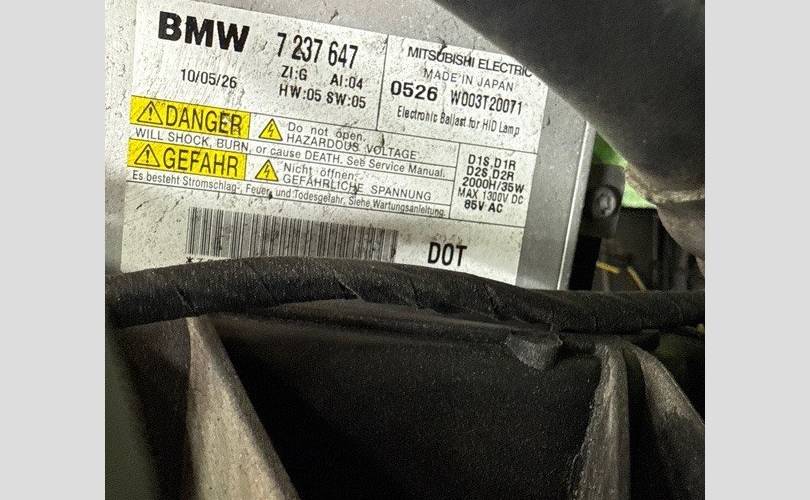 BMW 7 237 647
10/05/26 ZI:G AI:04
HW:05 SW:05
MITSUBISHI ELECTRIC
MADE IN JAPAN
0526 W003T20071
Electronic Ballast for HID Lamp
DANGER Do not open.
HAZARDOUS VOLTAGE
WILL SHOCK, BURN, or cause DEATH. See Service Manual.
GEFAHR Nicht öffnen.
GEFÄHRLICHE SPANNUNG
Es besteht Stromschlag-, Feuer- und Todesgefahr, Siehe Wartungsanleitung.
D1S,D1R
D2S,D2R
2000H/35W
MAX 1300V DC
85V AC
DOT